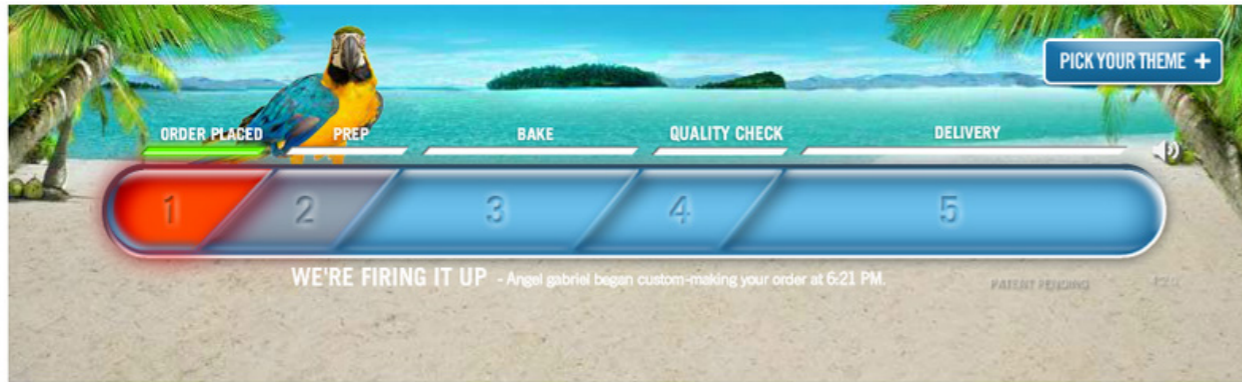 PICK YOUR THEME +
ORDER PLACED PREP BAKE QUALITY CHECK DELIVERY
1 2 3 4 5
WE'RE FIRING IT UP - Angel gabriel began custom-making your order at 6:21 PM.
PATENT PENDING